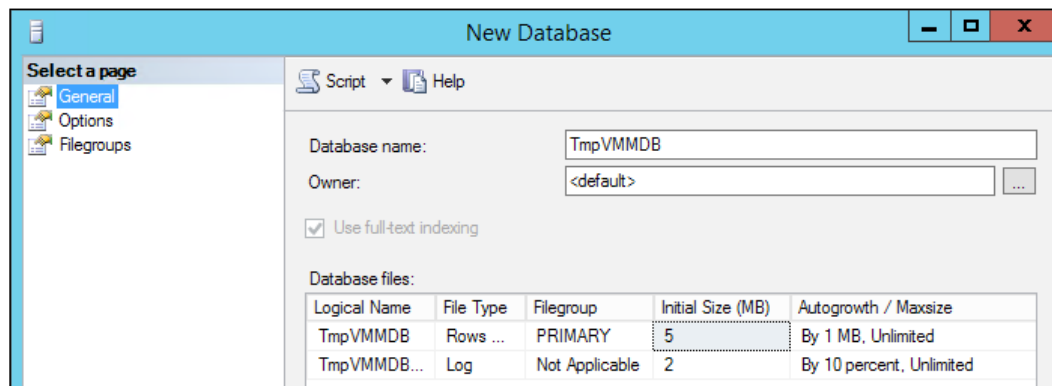 New Database
Select a page
General
Options
Filegroups
Script Help
Database name: TmpVMMDB
Owner: <default> ...
Use full-text indexing
Database files:
Logical Name File Type Filegroup Initial Size (MB) Autogrowth / Maxsize
TmpVMMDB Rows ... PRIMARY 5 By 1 MB, Unlimited
TmpVMMDB... Log Not Applicable 2 By 10 percent, Unlimited